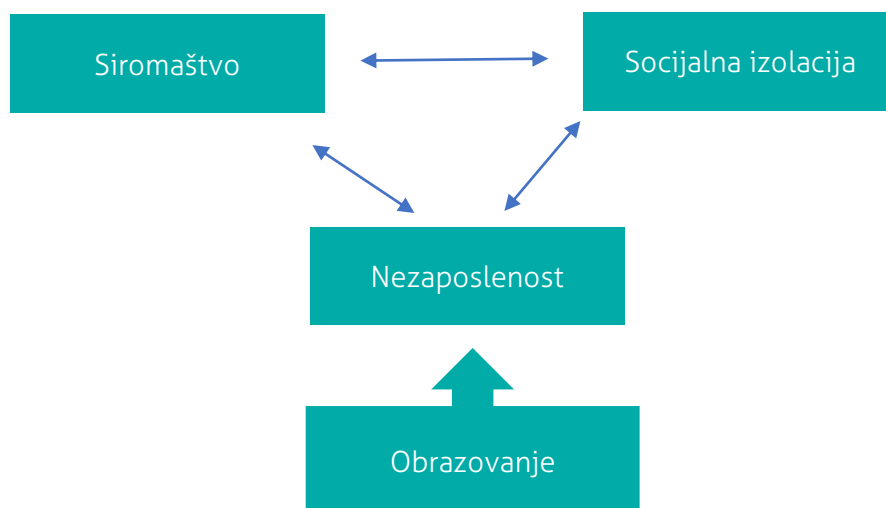 Siromaštvo
Socijalna izolacija
Nezaposlenost
Obrazovanje